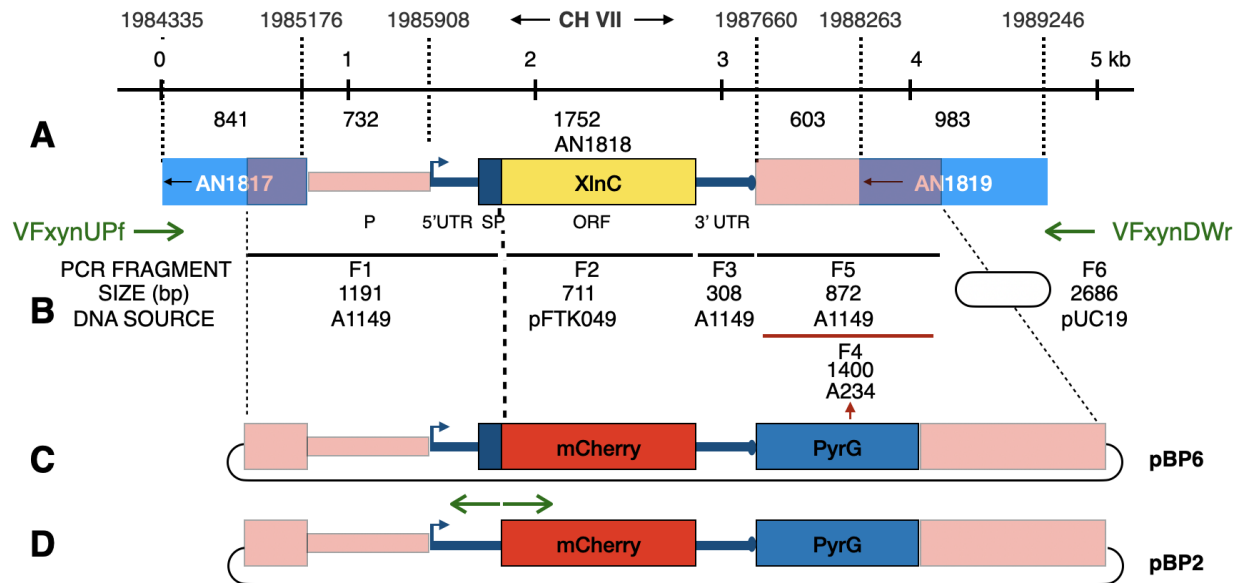 1984335 1985176 1985908 CH VII 1987660 1988263 1989246
0 1 2 3 4 5 kb
841 732 1752 603 983
A AN1818
AN1817 XlnC AN1819
P 5'UTR SP ORF 3' UTR
VFxynUPf VFxynDWr
PCR FRAGMENT F1 F2 F3 F5 F6
SIZE (bp) 1191 711 308 872 2686
B DNA SOURCE A1149 pFTK049 A1149 A1149 pUC19
F4
1400
A234
C mCherry PyrG pBP6
D mCherry PyrG pBP2